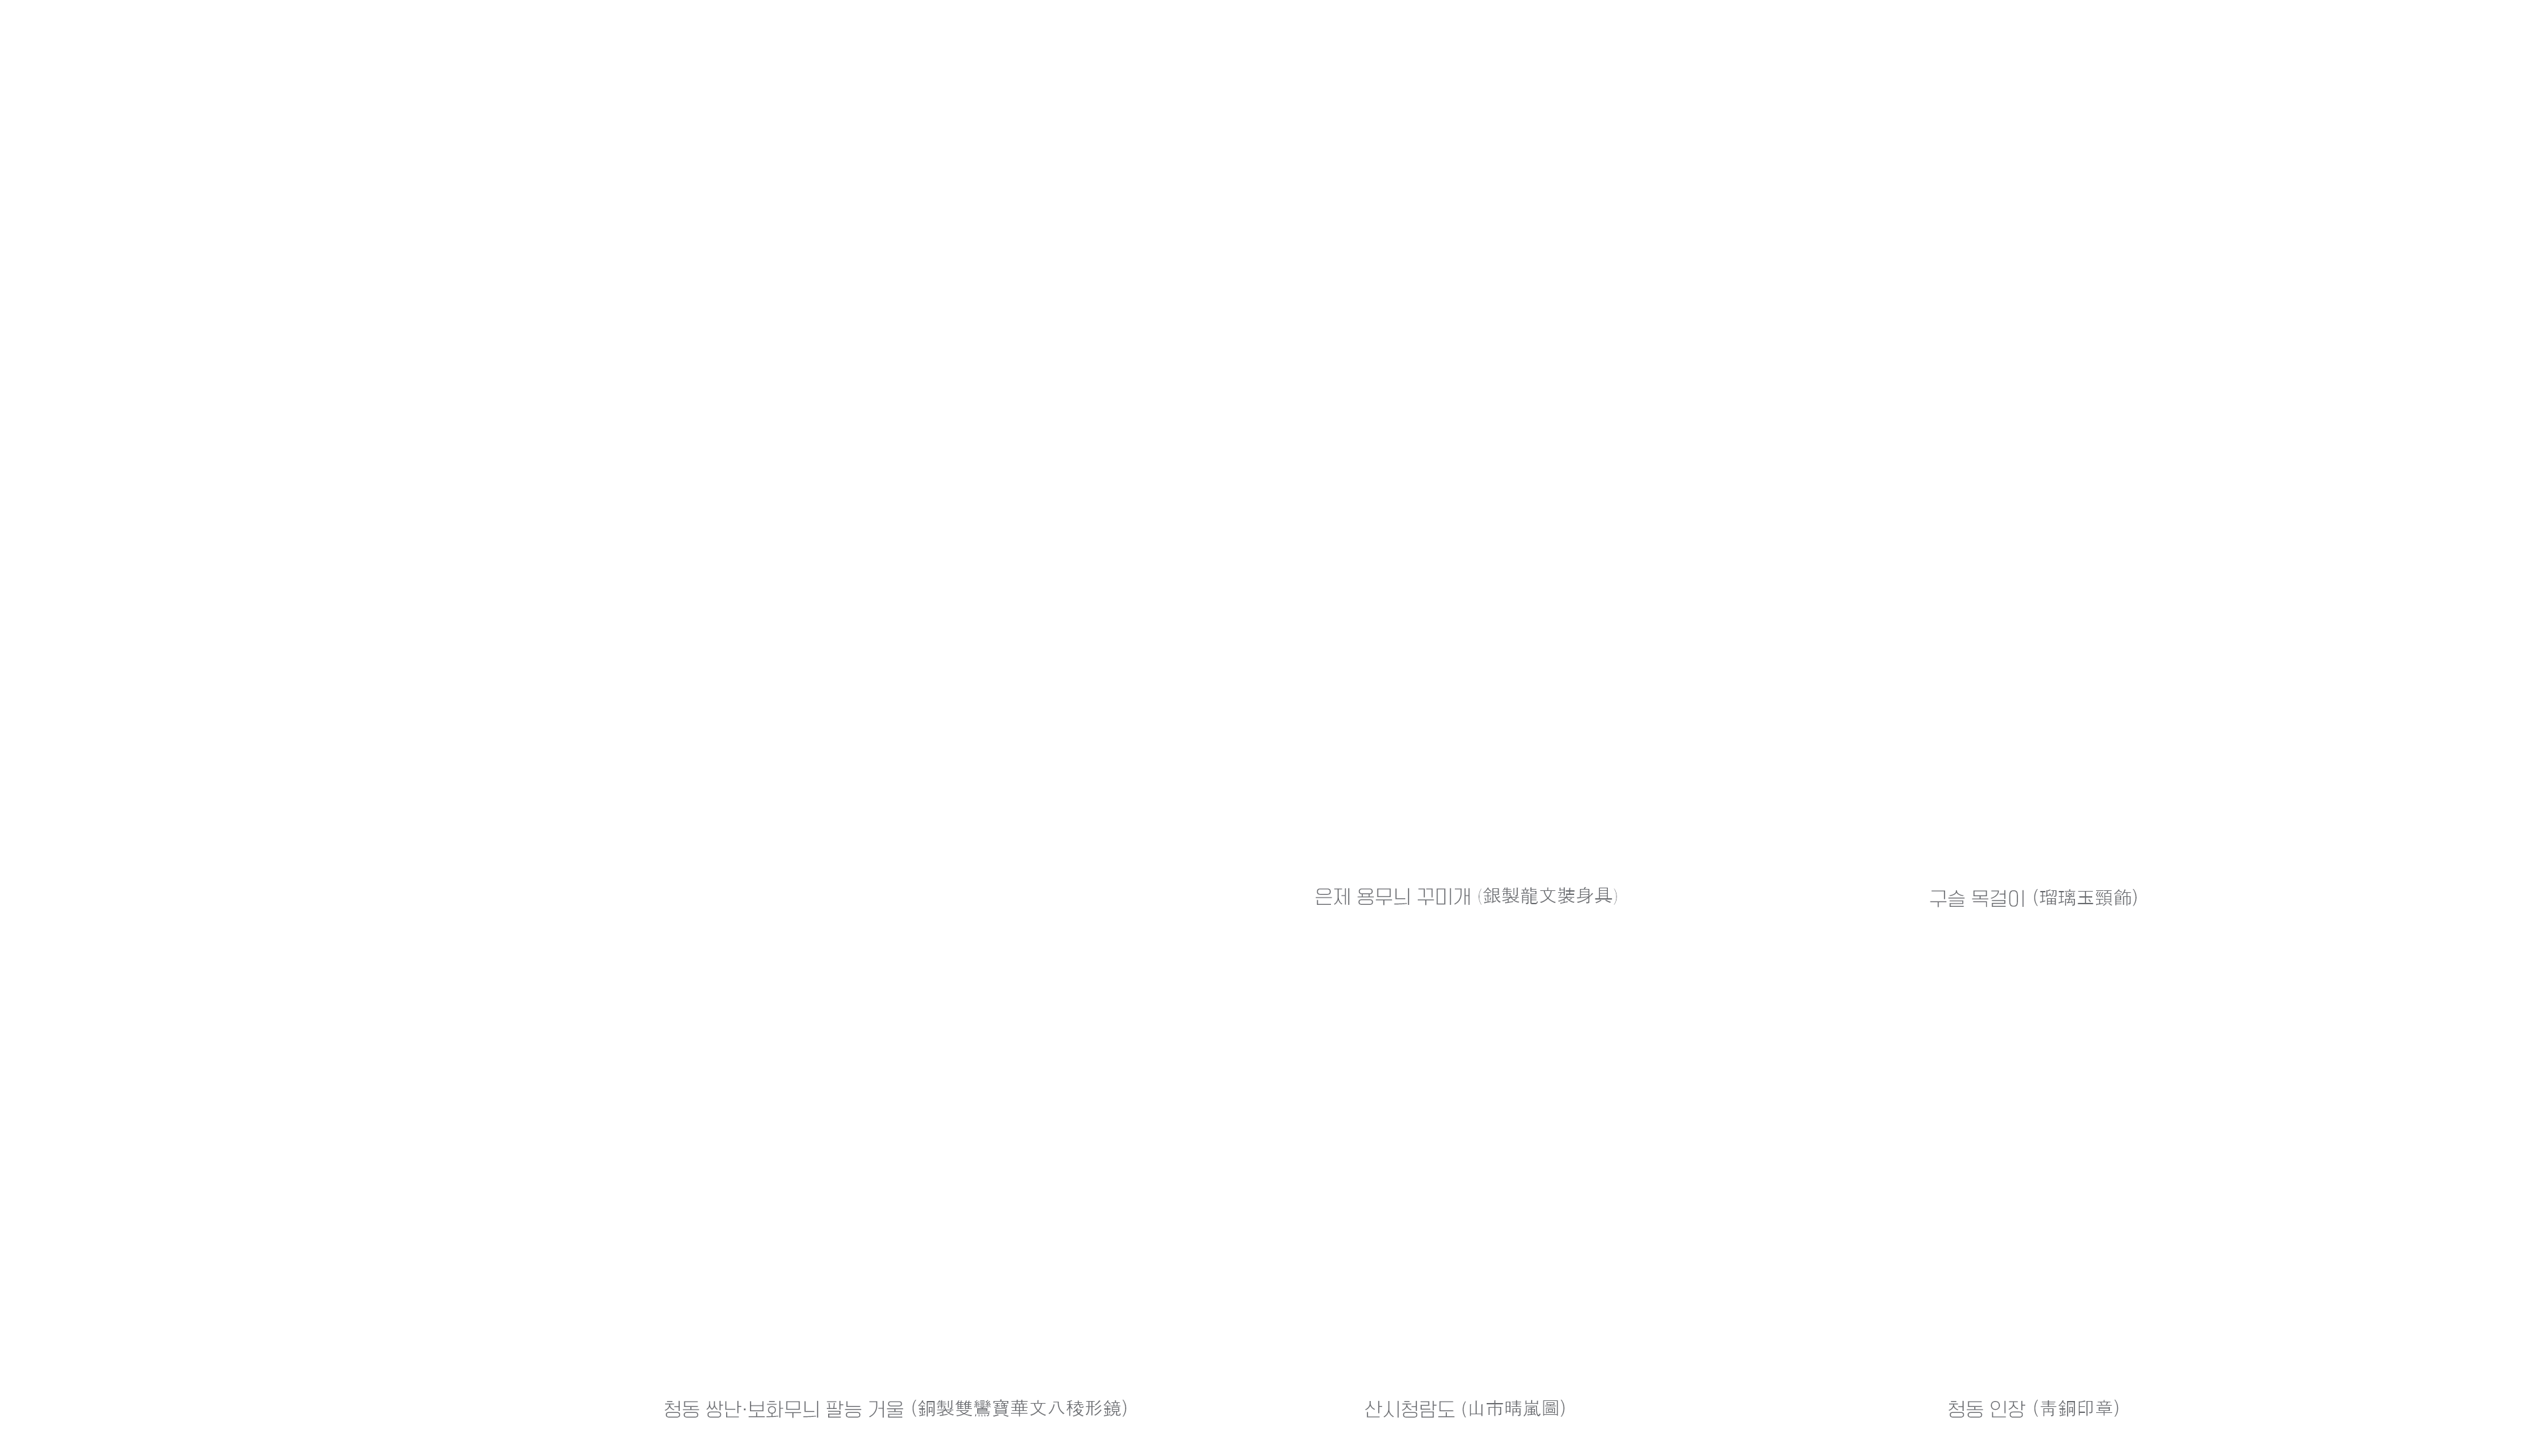 은제 용무늬 꾸미개 (銀製龍文裝身具)
구슬 목걸이 (瑠璃玉頸飾)
청동 쌍난·보화무늬 팔능 거울 (銅製雙鸞寶華文八稜形鏡)
산시청람도 (山市晴嵐圖)
청동 인장 (靑銅印章)